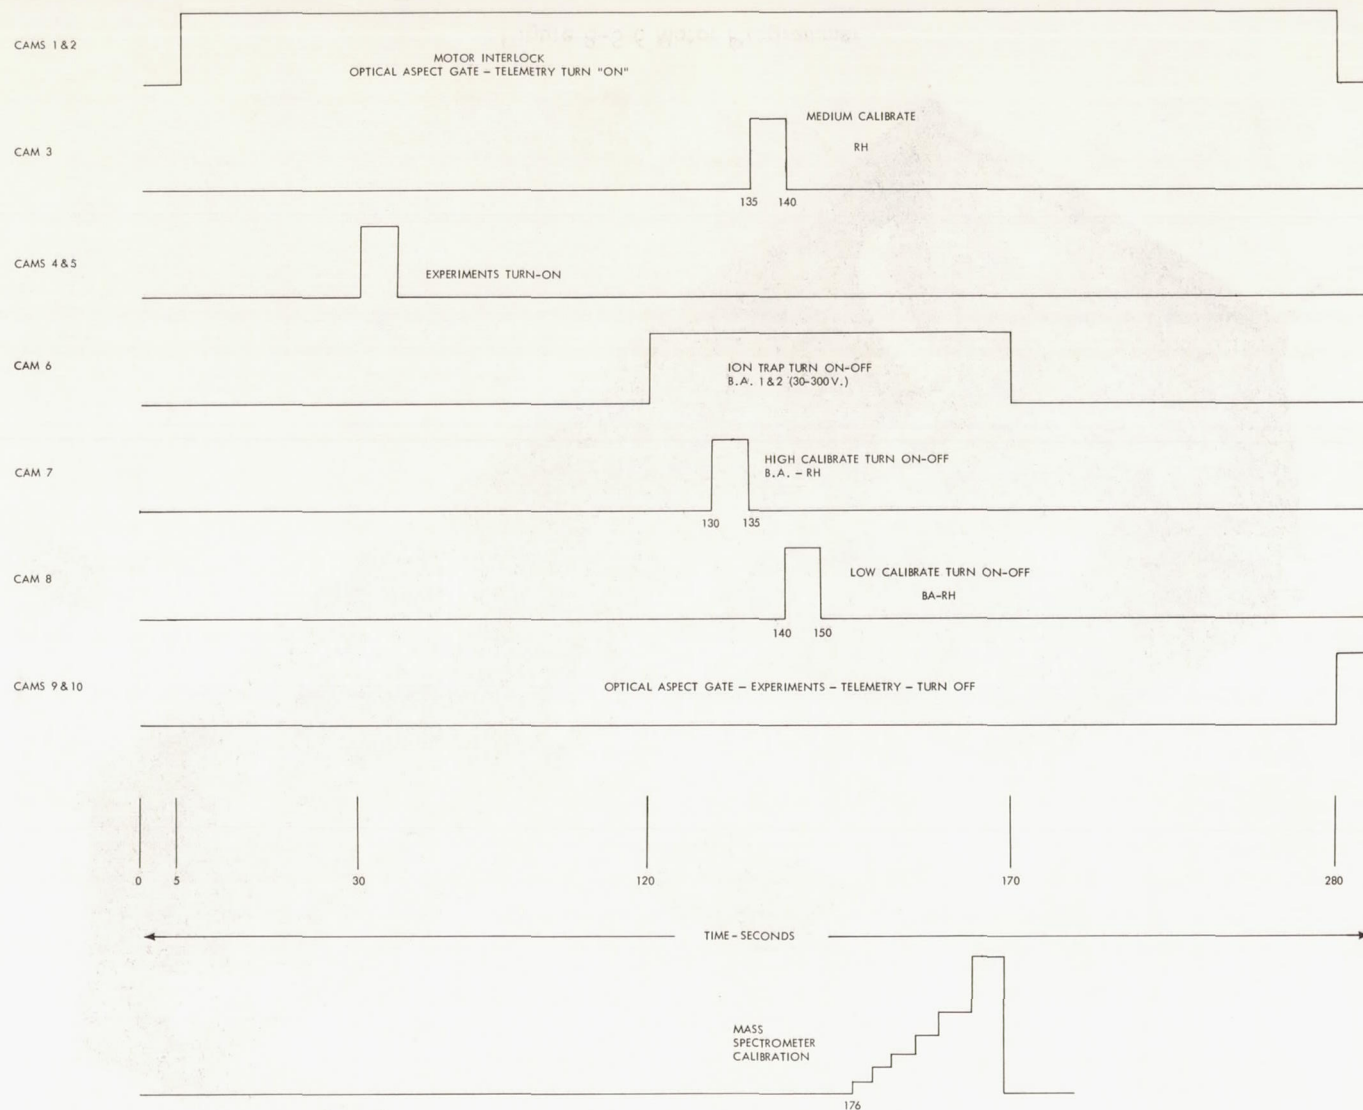 CAMS 1 & 2
MOTOR INTERLOCK
OPTICAL ASPECT GATE – TELEMETRY TURN "ON"
CAM 3
MEDIUM CALIBRATE
RH
135 140
CAMS 4 & 5
EXPERIMENTS TURN-ON
CAM 6
ION TRAP TURN ON-OFF
B.A. 1 & 2 (30-300V.)
CAM 7
HIGH CALIBRATE TURN ON-OFF
B.A. – RH
130 135
CAM 8
LOW CALIBRATE TURN ON-OFF
BA-RH
140 150
CAMS 9 & 10
OPTICAL ASPECT GATE – EXPERIMENTS – TELEMETRY – TURN OFF
0 5 30 120 170 280
TIME-SECONDS
MASS
SPECTROMETER
CALIBRATION
176